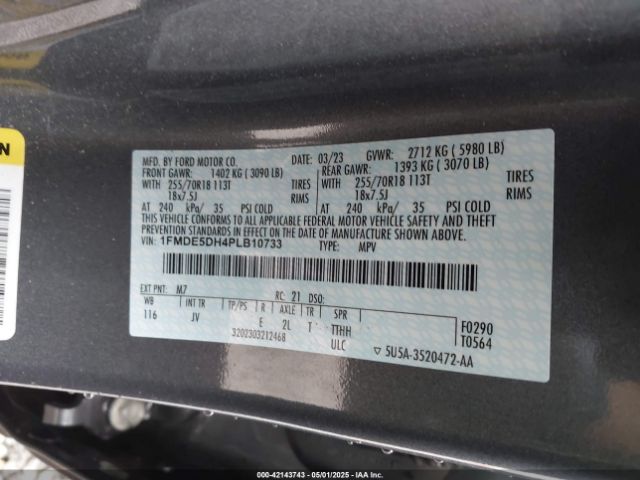 N
MFD. BY FORD MOTOR CO.
DATE: 03/23 GVWR: 2712 KG ( 5980 LB)
FRONT GAWR: 1402 KG ( 3090 LB) REAR GAWR: 1393 KG ( 3070 LB)
WITH 255/70R18 113T TIRES WITH 255/70R18 113T TIRES
18x7.5J RIMS 18x7.5J RIMS
AT 240 kPa/ 35 PSI COLD AT 240 kPa/ 35 PSI COLD
THIS VEHICLE CONFORMS TO ALL APPLICABLE FEDERAL MOTOR VEHICLE SAFETY AND THEFT
PREVENTION STANDARDS IN EFFECT ON THE DATE OF MANUFACTURE SHOWN ABOVE.
VIN: 1FMDE5DH4PLB10733 TYPE: MPV
EXT PNT: M7 RC: 21 DSO:
WB INT TR TP/PS R AXLE TR SPR
116 JV E 2L T TTHH
3202303212468 ULC
F0290
T0564
▽ 5U5A-3520472-AA
000-42143743 - 05/01/2025 - IAAI.COM